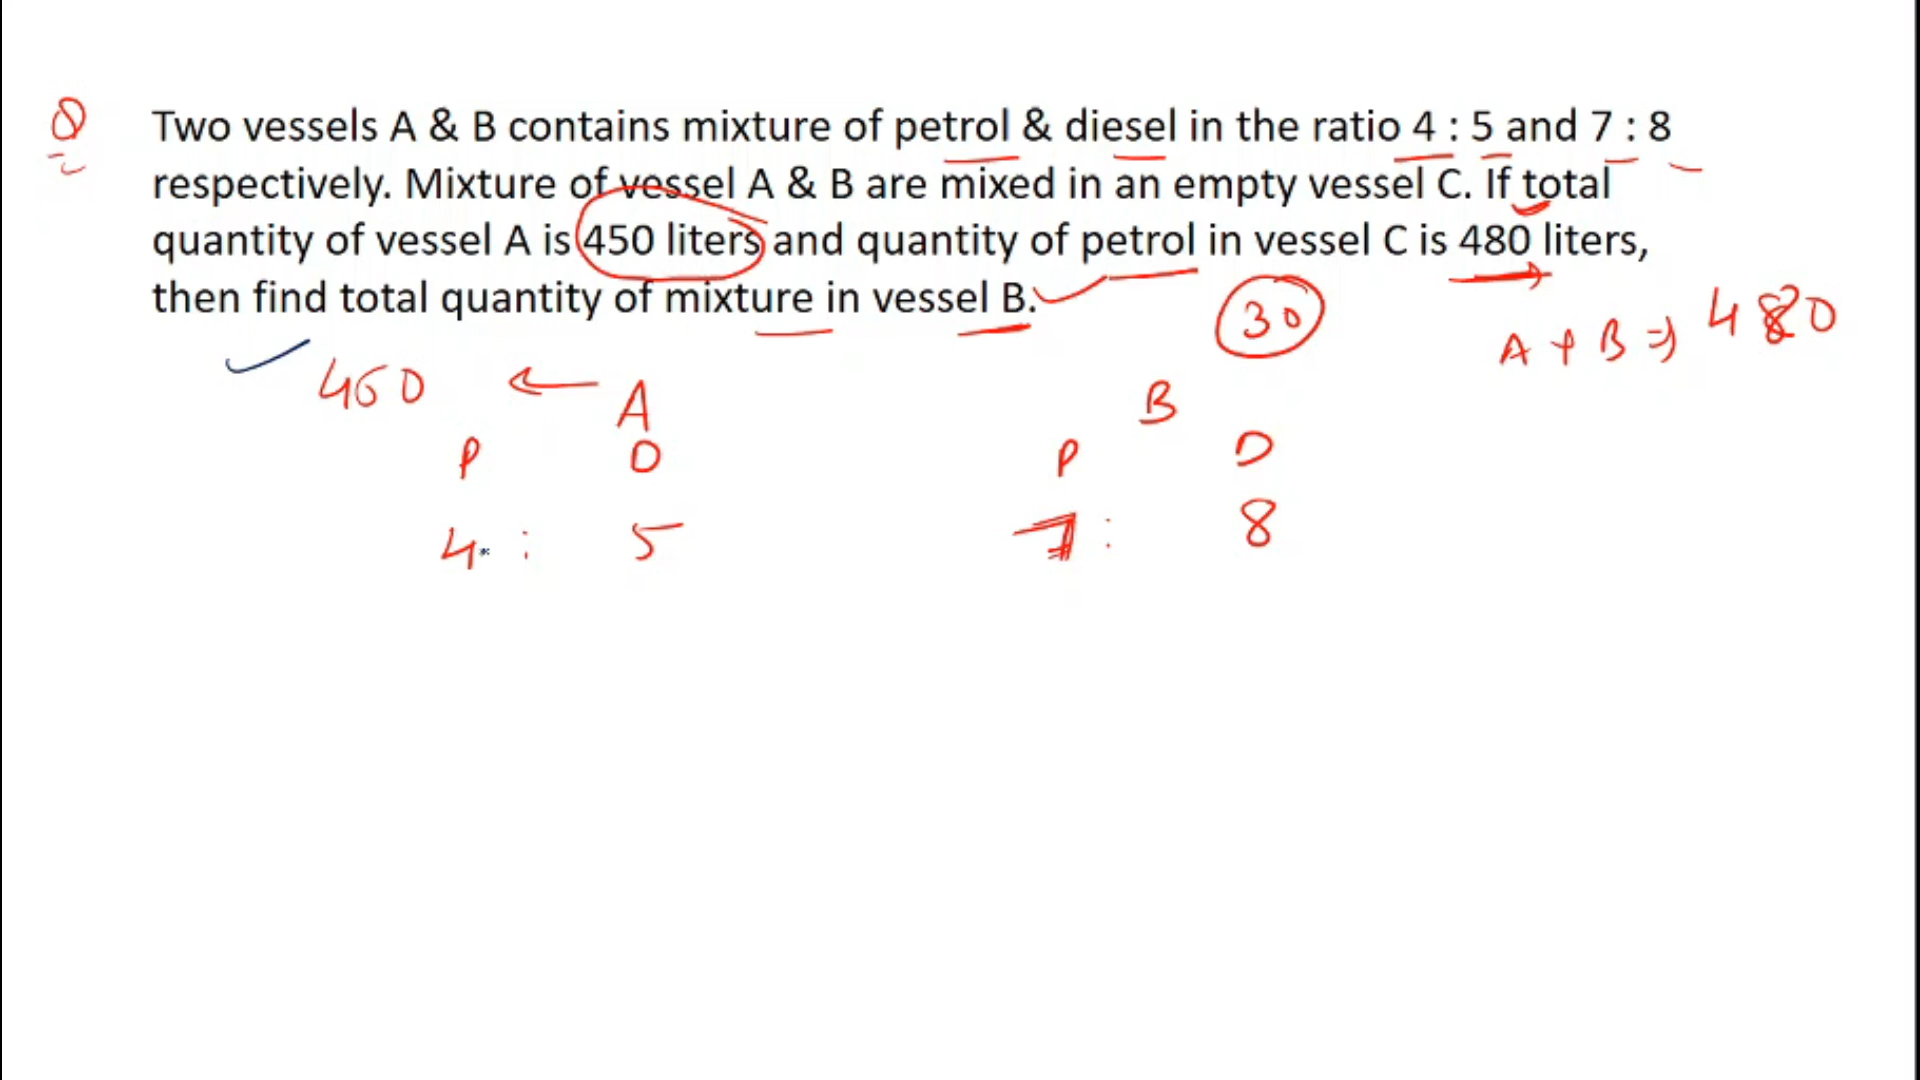 Q Two vessels A & B contains mixture of petrol & diesel in the ratio 4 : 5 and 7 : 8
respectively. Mixture of vessel A & B are mixed in an empty vessel C. If total
quantity of vessel A is 450 liters and quantity of petrol in vessel C is 480 liters,
then find total quantity of mixture in vessel B.
30
A + B ⇒ 480
450 ← A
B
P D
P D
4 : 5
7 : 8